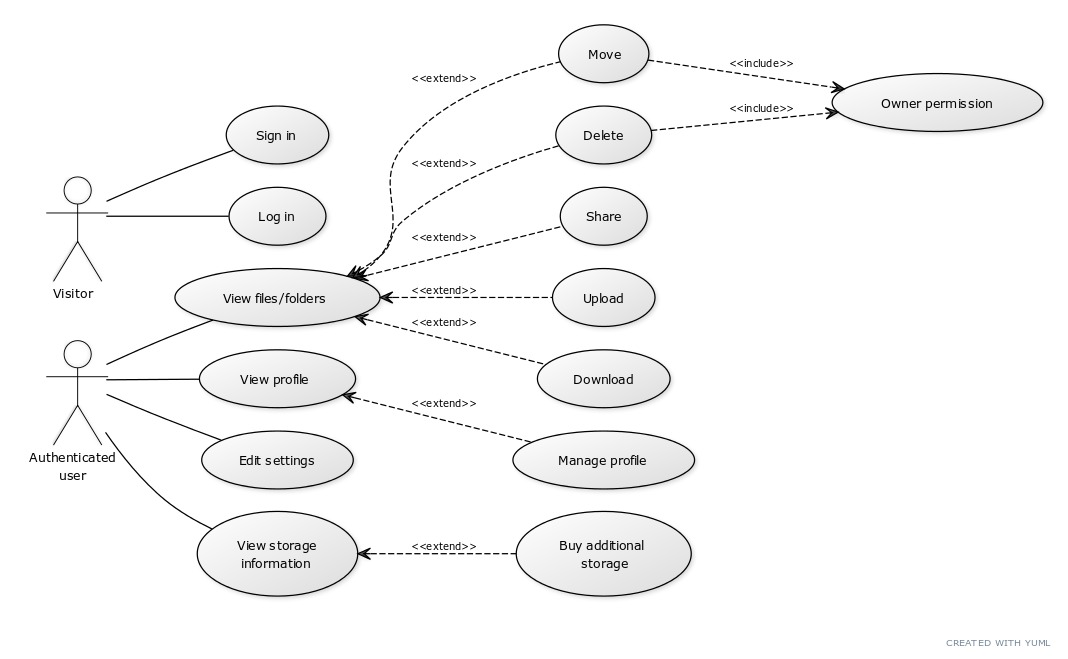 Move
<<include>>
<<extend>>
Owner permission
<<include>>
Sign in
Delete
<<extend>>
Log in
Share
<<extend>>
Visitor
View files/folders
<<extend>>
Upload
<<extend>>
View profile
Download
<<extend>>
Authenticated
user
Edit settings
Manage profile
View storage
information
<<extend>>
Buy additional
storage
CREATED WITH YUML